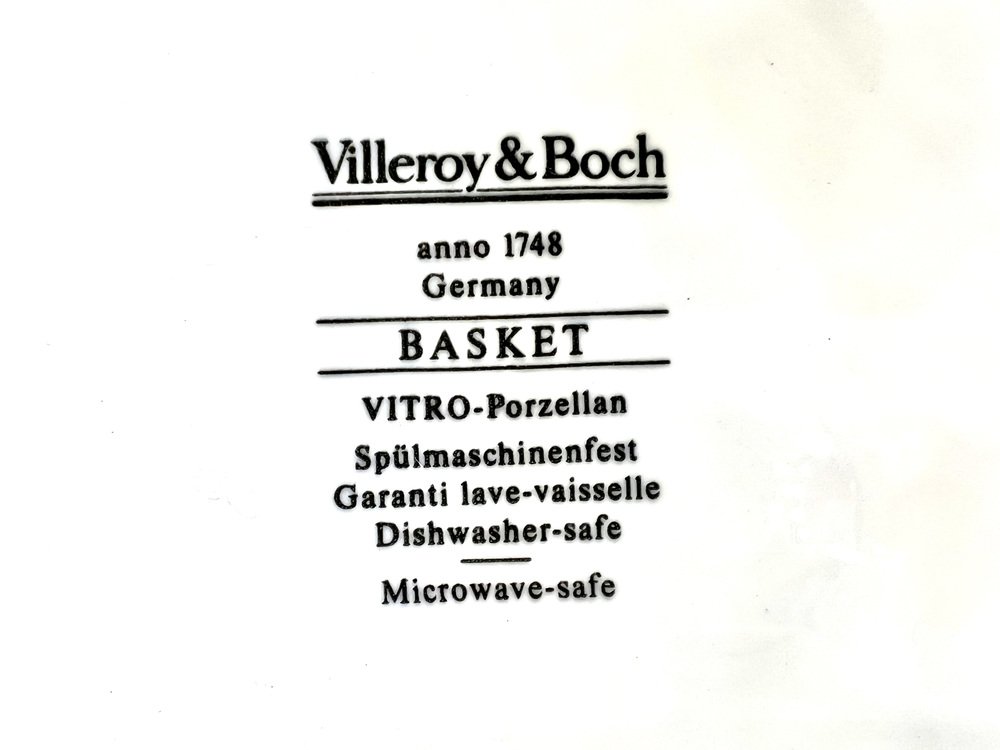 Villeroy & Boch
anno 1748
Germany
BASKET
VITRO-Porzellan
Spülmaschinenfest
Garanti lave-vaisselle
Dishwasher-safe
Microwave-safe